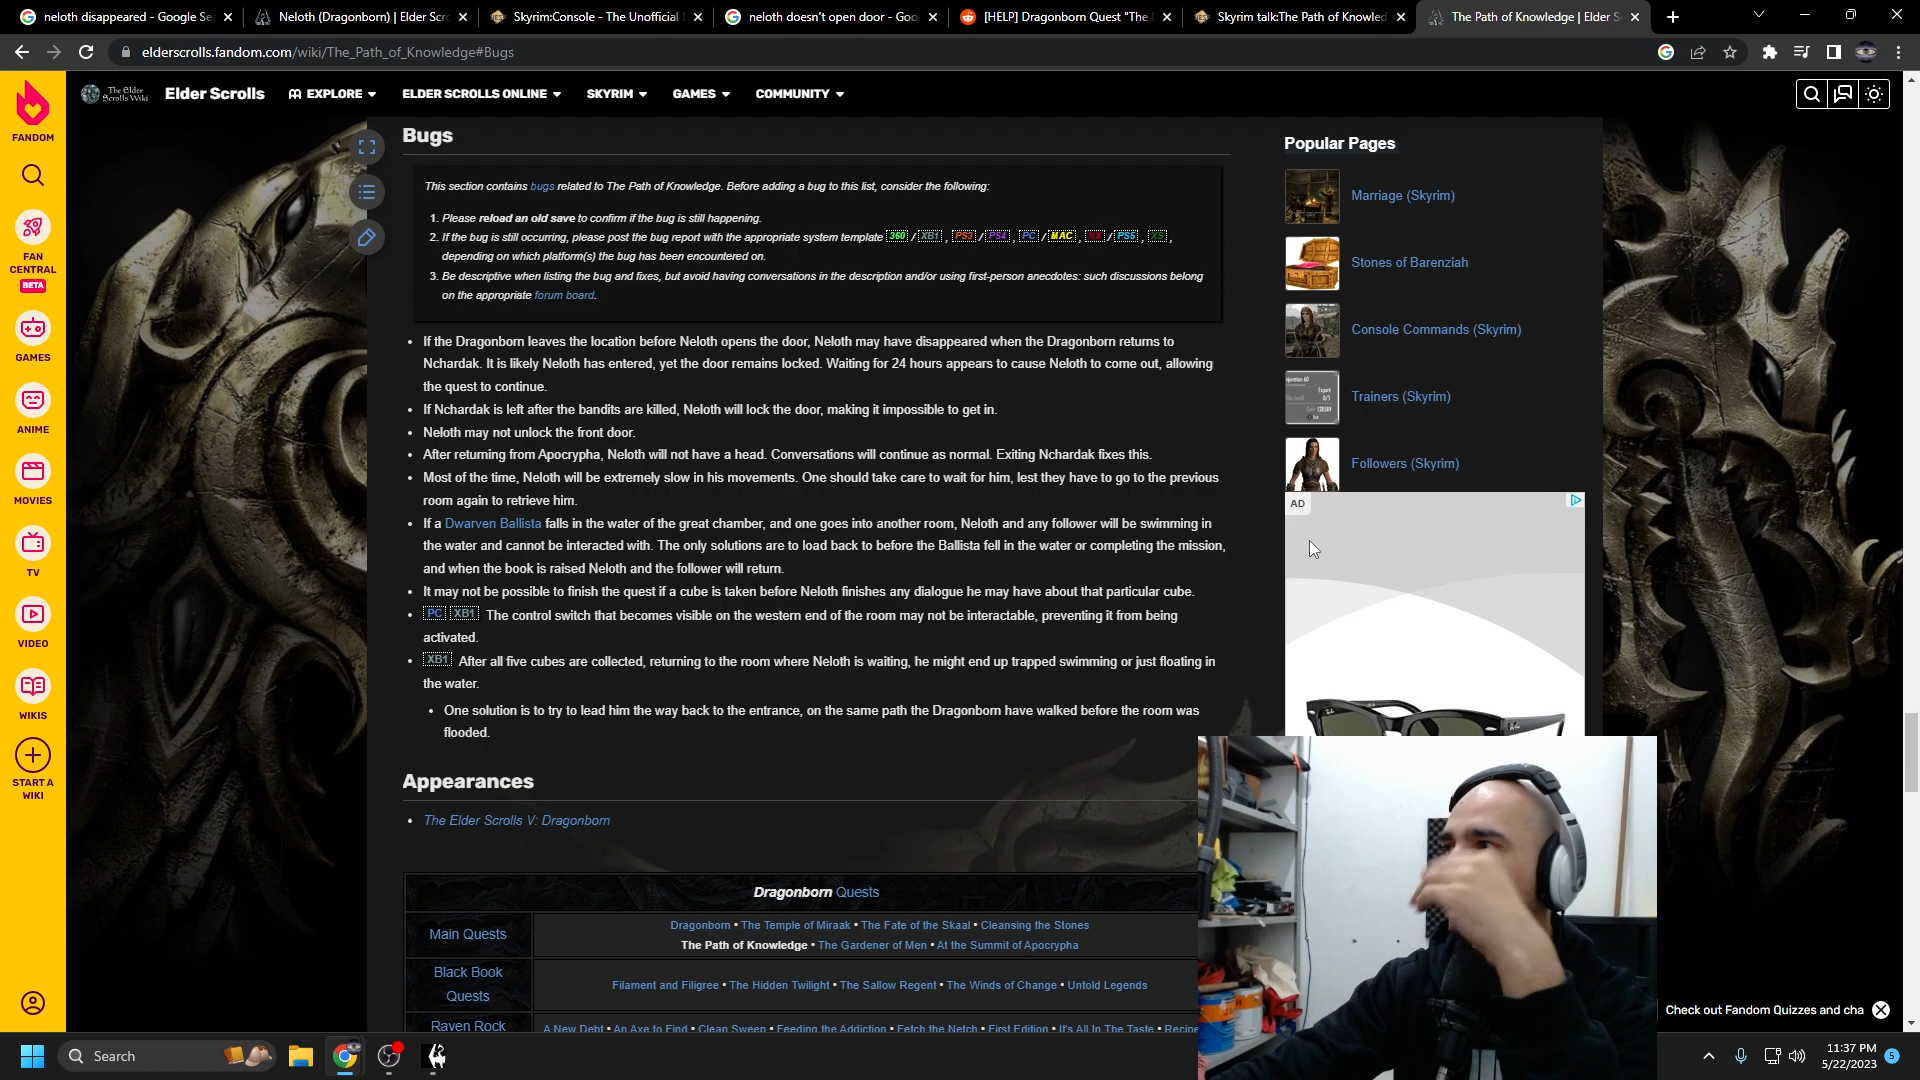 neloth disappeared - Google Se
Neloth (Dragonborn) | Elder Scr
Skyrim:Console - The Unofficial
neloth doesn't open door - Goo
[HELP] Dragonborn Quest "The
Skyrim talk:The Path of Knowled
The Path of Knowledge | Elder S
elderscrolls.fandom.com/wiki/The_Path_of_Knowledge#Bugs
The Elder Scrolls Wiki
Elder Scrolls
EXPLORE
ELDER SCROLLS ONLINE
SKYRIM
GAMES
COMMUNITY
FANDOM
FAN CENTRAL
BETA
GAMES
ANIME
MOVIES
TV
VIDEO
WIKIS
START A WIKI
Bugs
This section contains bugs related to The Path of Knowledge. Before adding a bug to this list, consider the following:
1. Please reload an old save to confirm if the bug is still happening.
2. If the bug is still occurring, please post the bug report with the appropriate system template 360 / XB1 , PS3 / PS4 , PC / MAC , NX / PS5 , XS ,
depending on which platform(s) the bug has been encountered on.
3. Be descriptive when listing the bug and fixes, but avoid having conversations in the description and/or using first-person anecdotes: such discussions belong
on the appropriate forum board.
• If the Dragonborn leaves the location before Neloth opens the door, Neloth may have disappeared when the Dragonborn returns to
Nchardak. It is likely Neloth has entered, yet the door remains locked. Waiting for 24 hours appears to cause Neloth to come out, allowing
the quest to continue.
• If Nchardak is left after the bandits are killed, Neloth will lock the door, making it impossible to get in.
• Neloth may not unlock the front door.
• After returning from Apocrypha, Neloth will not have a head. Conversations will continue as normal. Exiting Nchardak fixes this.
• Most of the time, Neloth will be extremely slow in his movements. One should take care to wait for him, lest they have to go to the previous
room again to retrieve him.
• If a Dwarven Ballista falls in the water of the great chamber, and one goes into another room, Neloth and any follower will be swimming in
the water and cannot be interacted with. The only solutions are to load back to before the Ballista fell in the water or completing the mission,
and when the book is raised Neloth and the follower will return.
• It may not be possible to finish the quest if a cube is taken before Neloth finishes any dialogue he may have about that particular cube.
• PC XB1 The control switch that becomes visible on the western end of the room may not be interactable, preventing it from being
activated.
• XB1 After all five cubes are collected, returning to the room where Neloth is waiting, he might end up trapped swimming or just floating in
the water.
• One solution is to try to lead him the way back to the entrance, on the same path the Dragonborn have walked before the room was
flooded.
Appearances
• The Elder Scrolls V: Dragonborn
Dragonborn Quests
Main Quests
Dragonborn • The Temple of Miraak • The Fate of the Skaal • Cleansing the Stones
The Path of Knowledge • The Gardener of Men • At the Summit of Apocrypha
Black Book Quests
Filament and Filigree • The Hidden Twilight • The Sallow Regent • The Winds of Change • Untold Legends
Raven Rock
A New Debt • An Axe to Find • Clean Sweep • Feeding the Addiction • Fetch the Netch • First Edition • It's All In The Taste • Recipe
Popular Pages
Marriage (Skyrim)
Stones of Barenziah
Console Commands (Skyrim)
Trainers (Skyrim)
Followers (Skyrim)
AD
Check out Fandom Quizzes and cha
Search
11:37 PM
5/22/2023
5